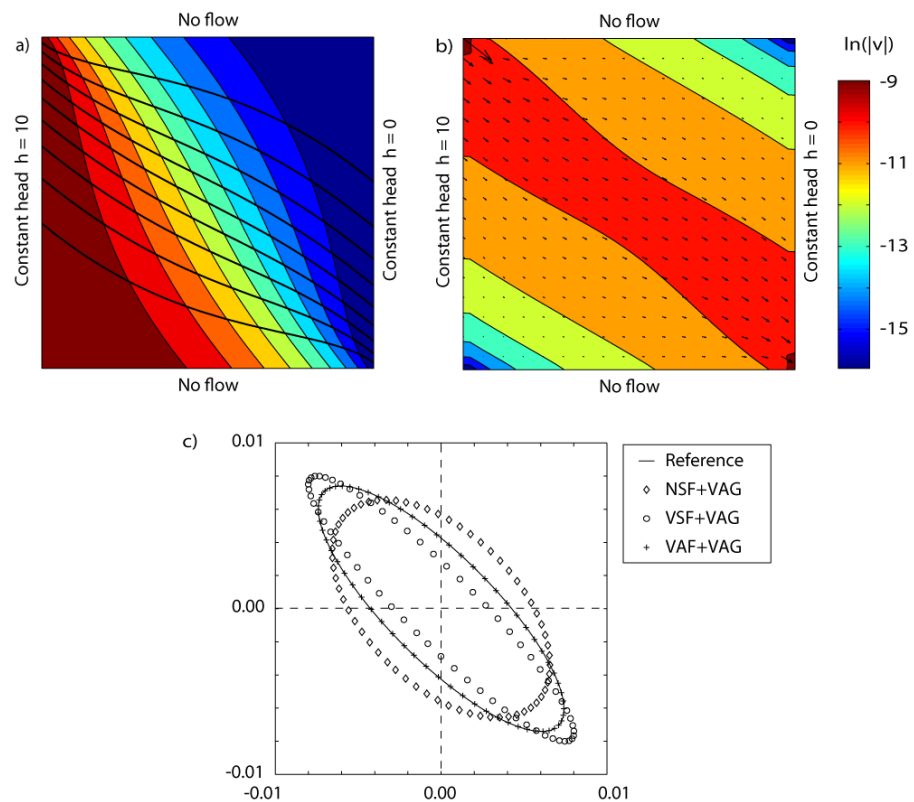 No flow
a)
Constant head  h = 10
Constant head  h = 0
No flow
No flow
b)
Constant head  h = 10
Constant head  h = 0
No flow
ln(|v|)
-9
-11
-13
-15
c)
0.01
0.00
-0.01
-0.01
0.00
0.01
Reference
NSF+VAG
VSF+VAG
VAF+VAG